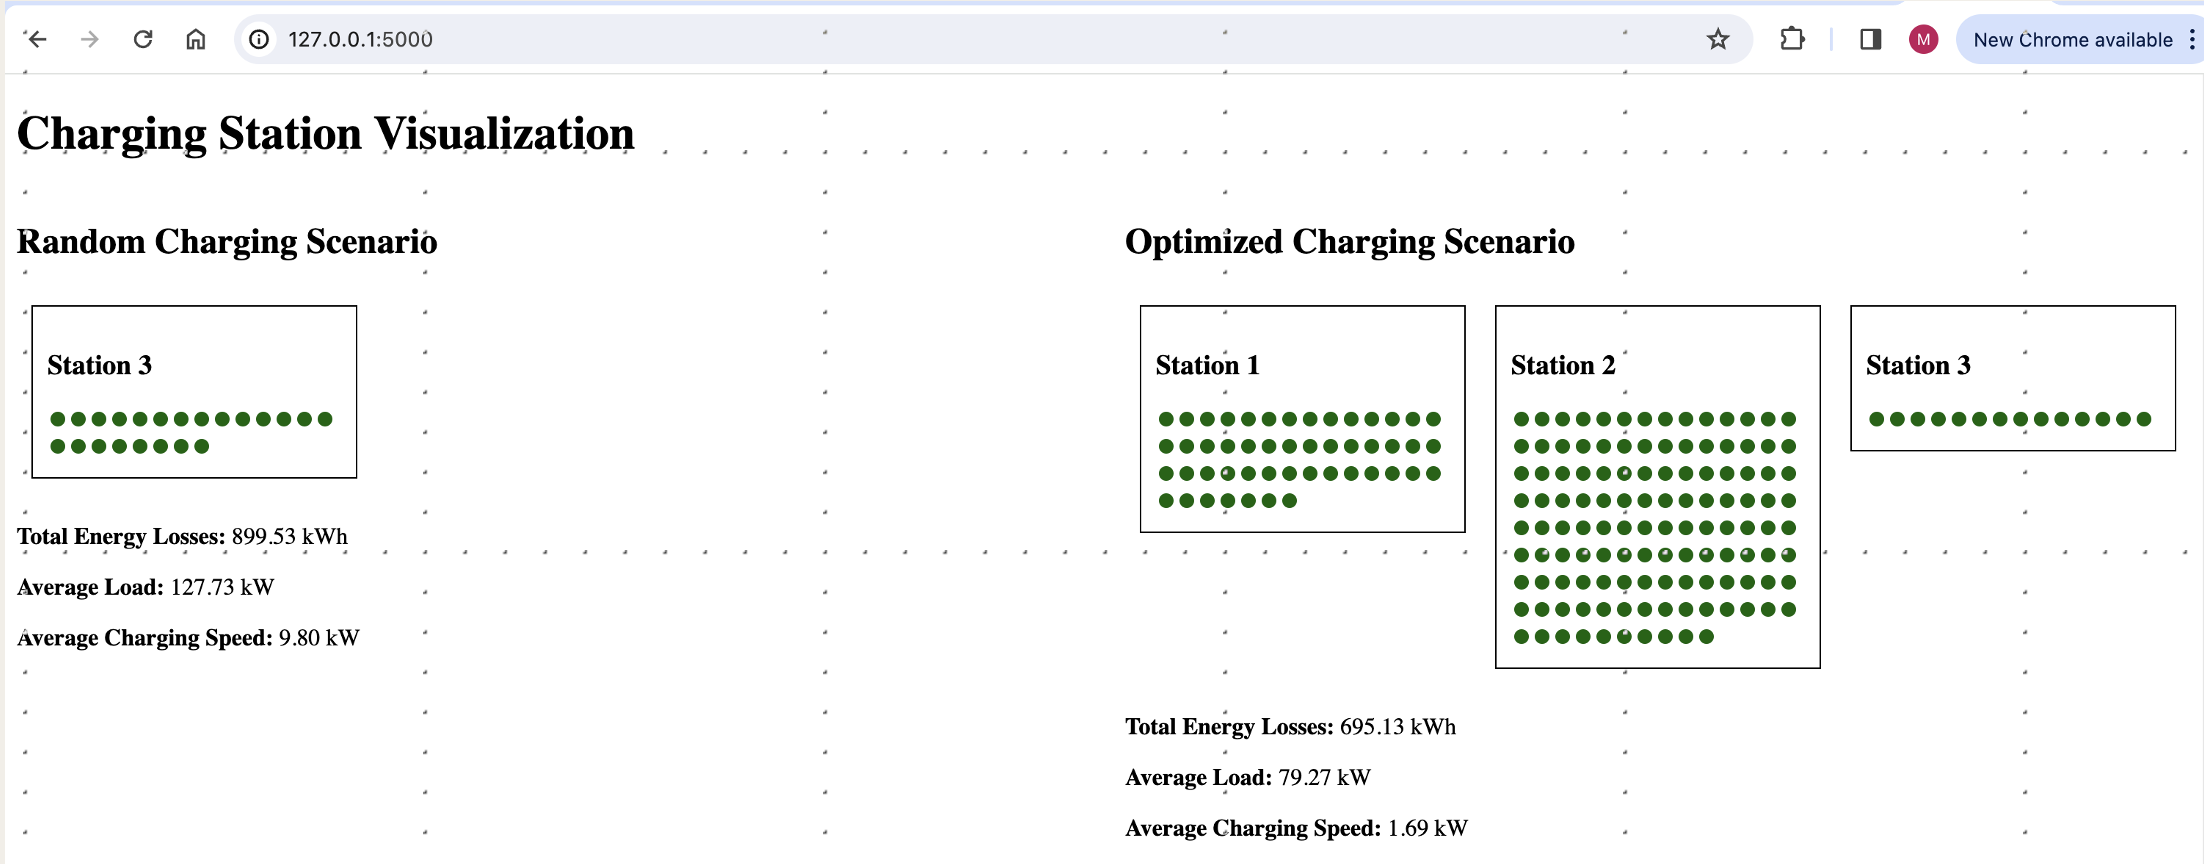 127.0.0.1:5000
M
New Chrome available
Charging Station Visualization
Random Charging Scenario
Station 3
Total Energy Losses: 899.53 kWh
Average Load: 127.73 kW
Average Charging Speed: 9.80 kW
Optimized Charging Scenario
Station 1
Station 2
Station 3
Total Energy Losses: 695.13 kWh
Average Load: 79.27 kW
Average Charging Speed: 1.69 kW